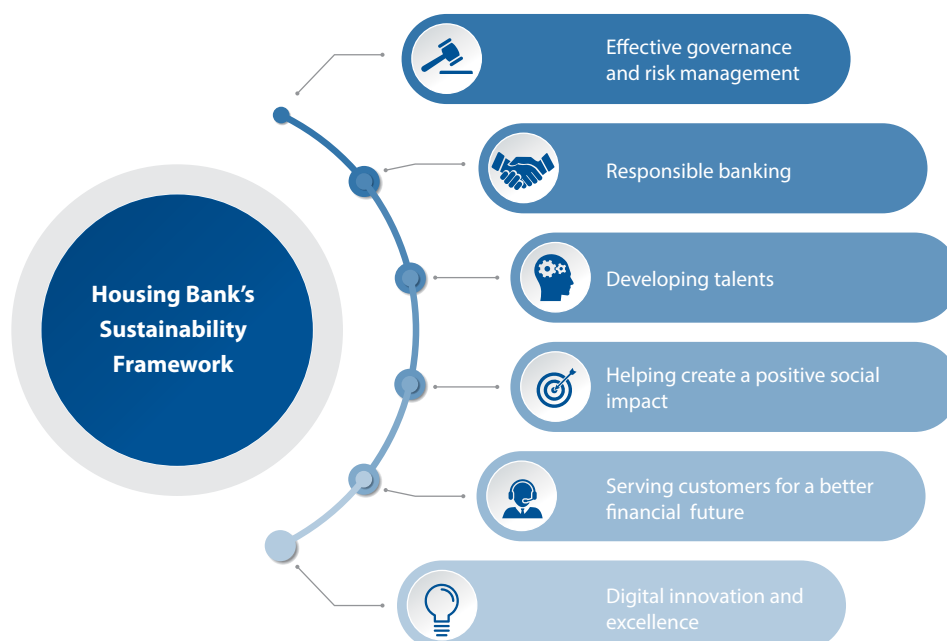 Effective governance
and risk management
Responsible banking
Housing Bank’s
Sustainability
Framework
Developing talents
Helping create a positive social
impact
Serving customers for a better
financial future
Digital innovation and
excellence